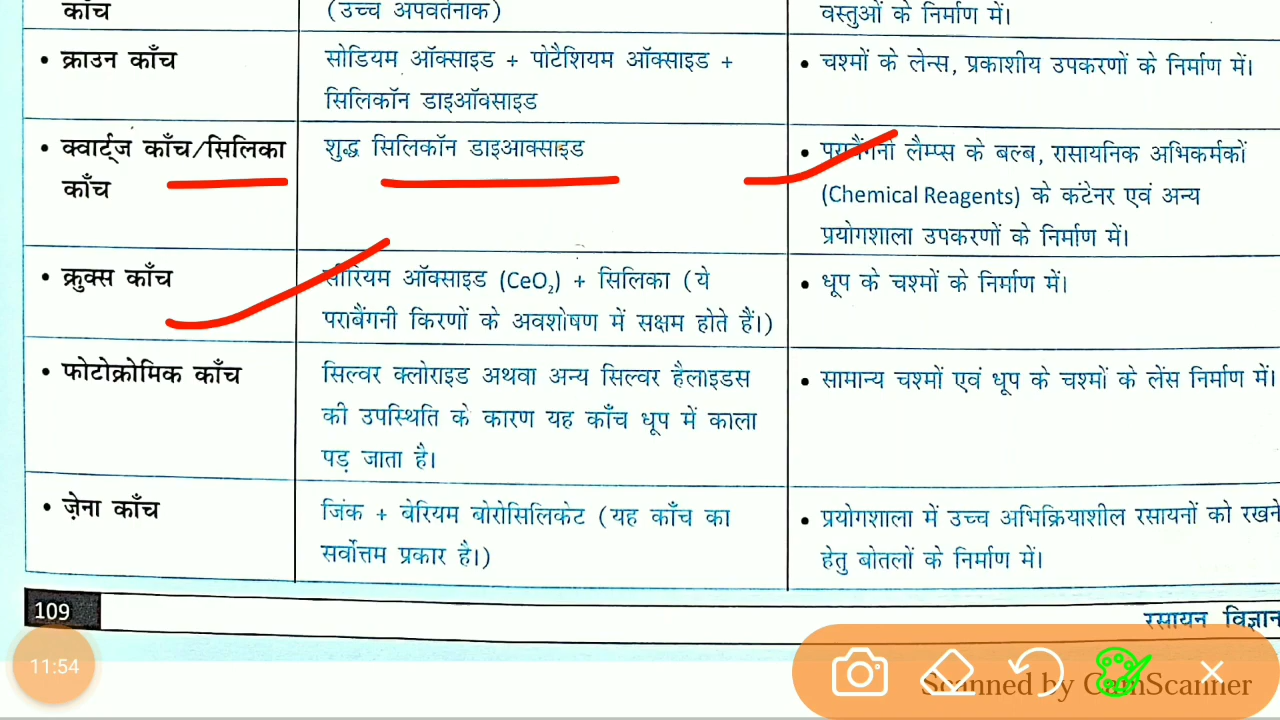 काँच
(उच्च अपवर्तनाक)
वस्तुओं के निर्माण में।
• क्राउन काँच
सोडियम ऑक्साइड + पोटैशियम ऑक्साइड +
सिलिकॉन डाइऑक्साइड
• चश्मों के लेन्स, प्रकाशीय उपकरणों के निर्माण में।
• क्वार्ट्ज काँच/सिलिका
काँच
शुद्ध सिलिकॉन डाइआक्साइड
• पराबैंगनी लैम्प्स के बल्ब, रासायनिक अभिकर्मकों
(Chemical Reagents) के कंटेनर एवं अन्य
प्रयोगशाला उपकरणों के निर्माण में।
• क्रुक्स काँच
सीरियम ऑक्साइड (CeO₂) + सिलिका (ये
पराबैंगनी किरणों के अवशोषण में सक्षम होते हैं।)
• धूप के चश्मों के निर्माण में।
• फोटोक्रोमिक काँच
सिल्वर क्लोराइड अथवा अन्य सिल्वर हैलाइडस
की उपस्थिति के कारण यह काँच धूप में काला
पड़ जाता है।
• सामान्य चश्मों एवं धूप के चश्मों के लेंस निर्माण में।
• ज़ेना काँच
जिंक + बेरियम बोरोसिलिकेट (यह काँच का
सर्वोत्तम प्रकार है।)
• प्रयोगशाला में उच्च अभिक्रियाशील रसायनों को रखने
हेतु बोतलों के निर्माण में।
109
रसायन विज्ञान
11:54
Scanned by CamScanner